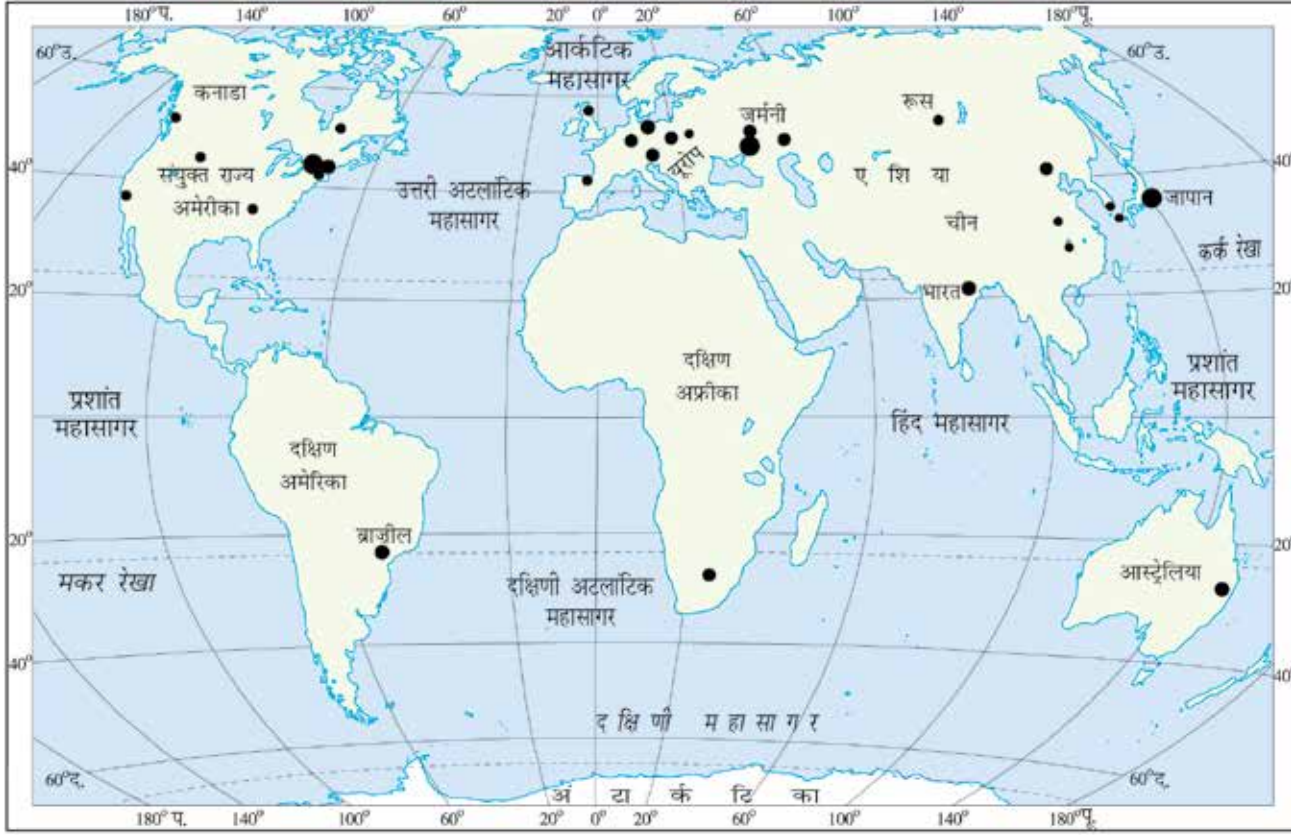 180°प. 140° 100° 60° 20° 0° 20° 60° 100° 140° 180°पू.
60°उ. 60°उ.
आर्कटिक
महासागर
कनाडा
जर्मनी
रूस
40° 40°
संयुक्त राज्य
अमेरीका
उत्तरी अटलांटिक
महासागर
यूरोप
ए शि या
जापान
चीन
कर्क रेखा
20° 20°
भारत
प्रशांत
महासागर
दक्षिण
अफ्रीका
प्रशांत
महासागर
हिंद महासागर
दक्षिण
अमेरिका
ब्राज़ील
20° 20°
मकर रेखा
दक्षिणी अटलांटिक
महासागर
आस्ट्रेलिया
40° 40°
द क्षि णी म हा सा ग र
60°द. 60°द.
अं टा र्क टि का
180°प. 140° 100° 60° 20° 0° 20° 60° 100° 140° 180°पू.